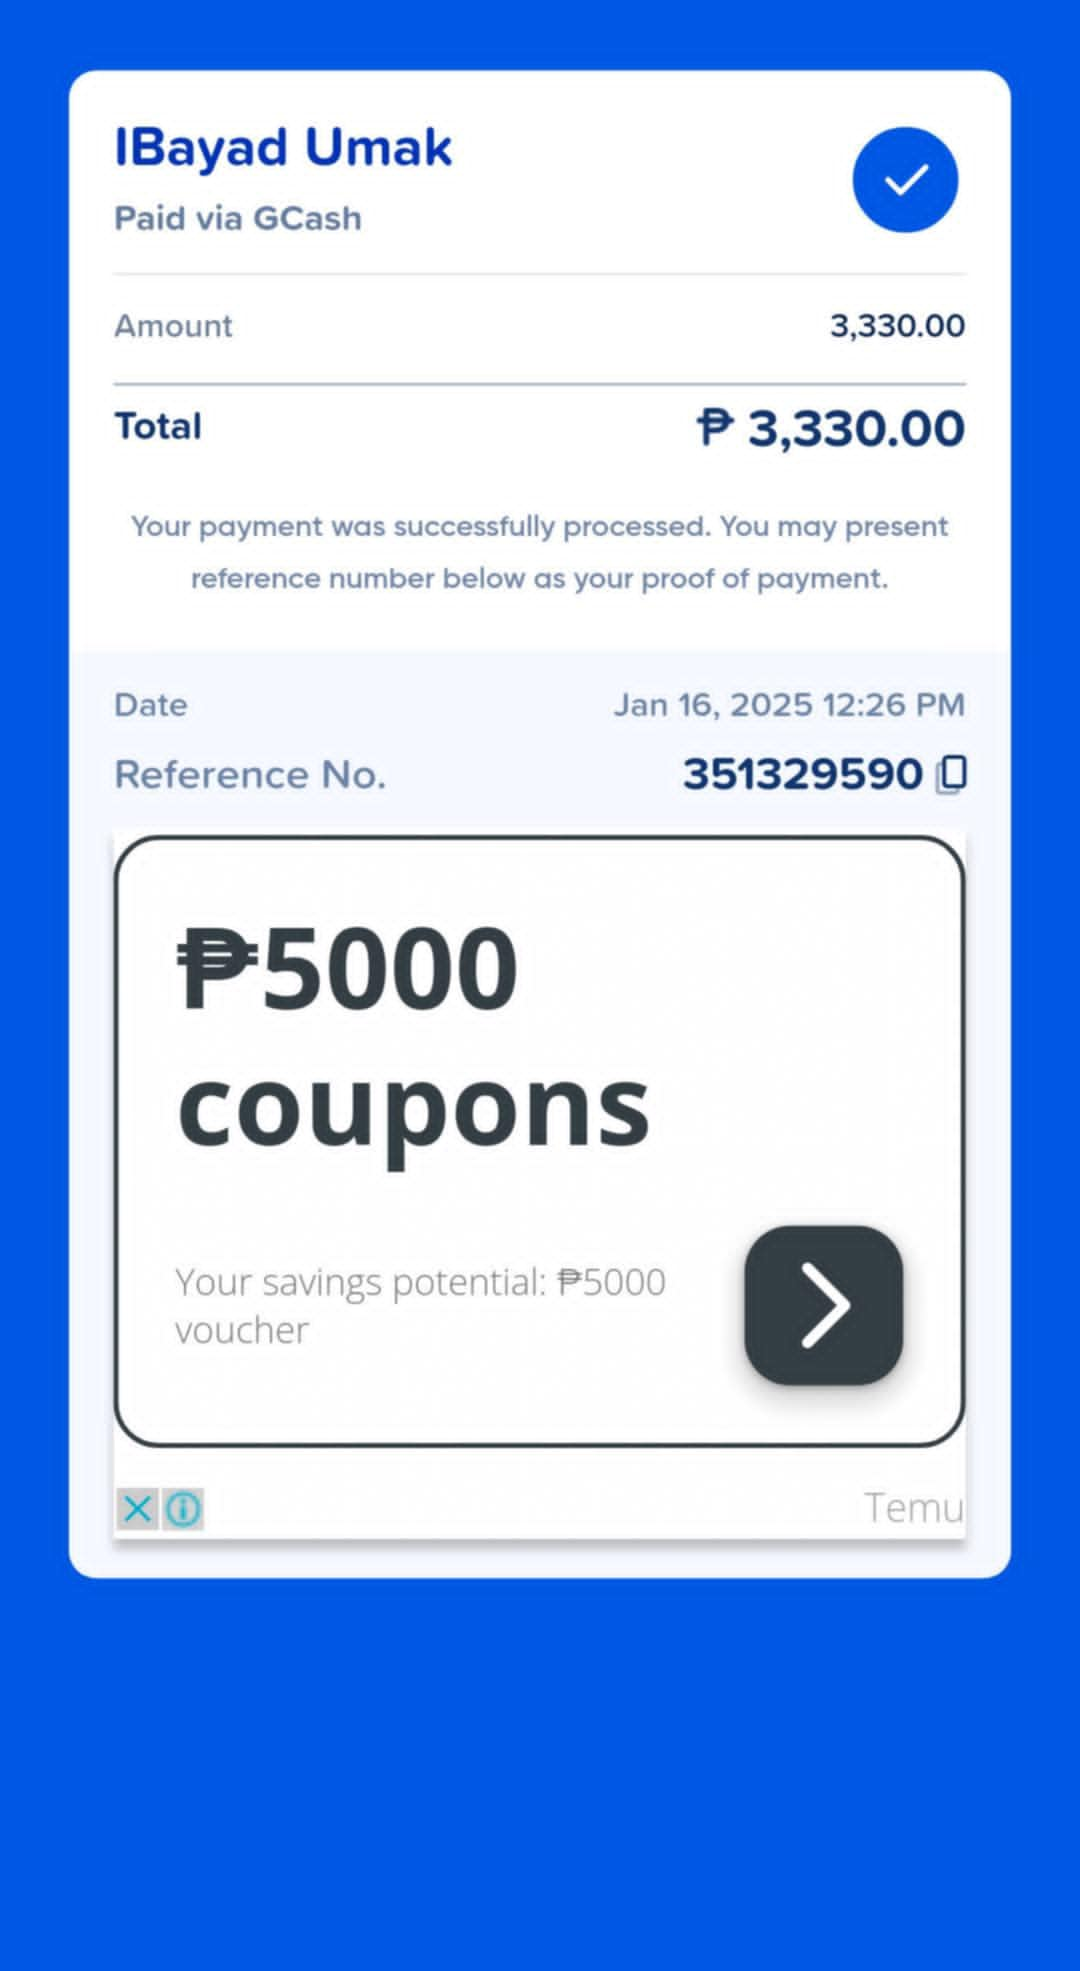 IBayad Umak
Paid via GCash
Amount 3,330.00
Total ₱ 3,330.00
Your payment was successfully processed. You may present
reference number below as your proof of payment.
Date Jan 16, 2025 12:26 PM
Reference No. 351329590
₱5000
coupons
Your savings potential: ₱5000
voucher
Temu